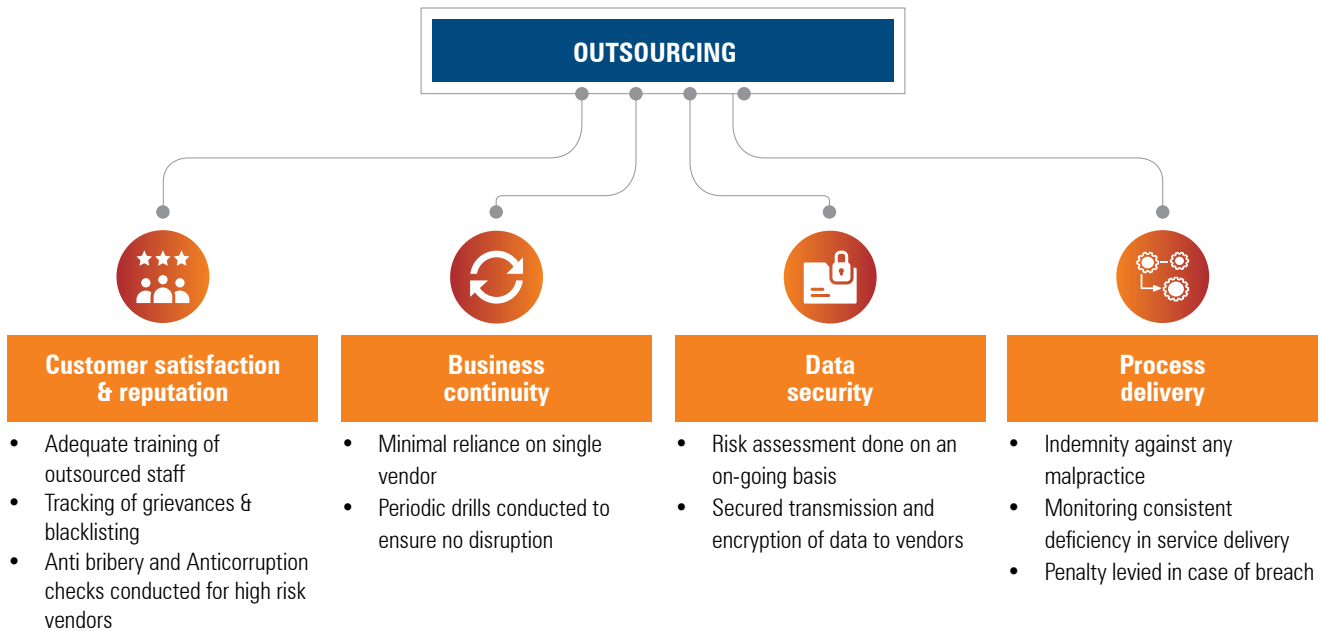 OUTSOURCING
Customer satisfaction
& reputation
• Adequate training of
outsourced staff
• Tracking of grievances &
blacklisting
• Anti bribery and Anticorruption
checks conducted for high risk
vendors
Business
continuity
• Minimal reliance on single
vendor
• Periodic drills conducted to
ensure no disruption
Data
security
• Risk assessment done on an
on-going basis
• Secured transmission and
encryption of data to vendors
Process
delivery
• Indemnity against any
malpractice
• Monitoring consistent
deficiency in service delivery
• Penalty levied in case of breach